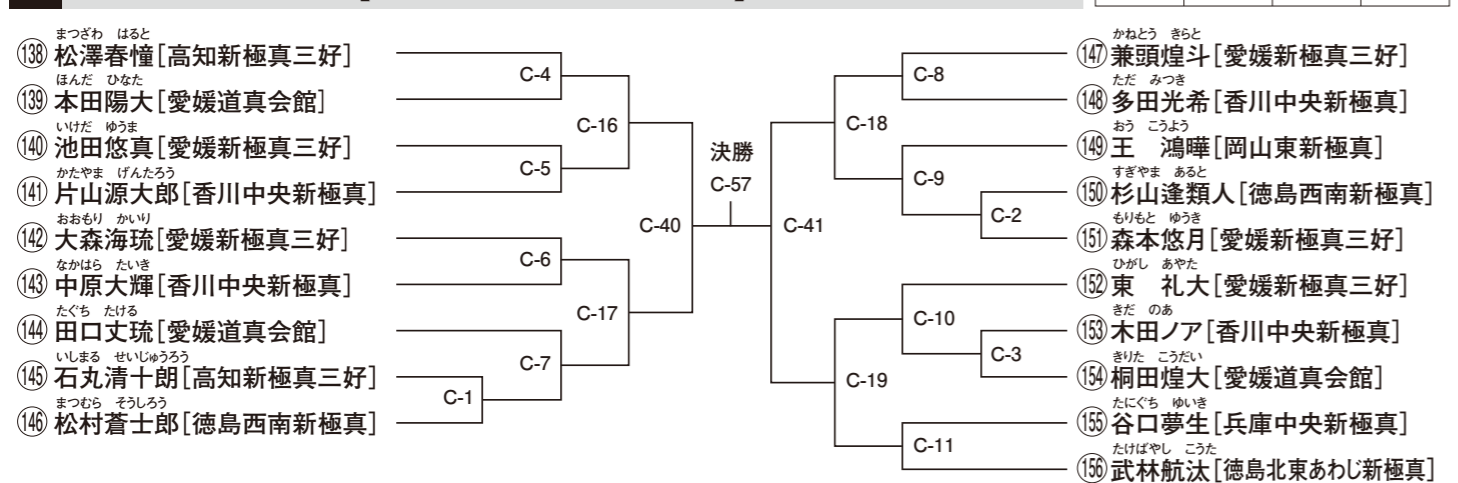 まつざわ はると
138 松澤春憧[高知新極真三好]
ほんだ ひなた
139 本田陽大[愛媛道真会館]
いけだ ゆうま
140 池田悠真[愛媛新極真三好]
かたやま げんたろう
141 片山源大郎[香川中央新極真]
おおもり かいり
142 大森海琉[愛媛新極真三好]
なかはら たいき
143 中原大輝[香川中央新極真]
たぐち たける
144 田口丈琉[愛媛道真会館]
いしまる せいじゅうろう
145 石丸清十朗[高知新極真三好]
まつむら そうしろう
146 松村蒼士郎[徳島西南新極真]
C-4
C-16
C-5
C-40
C-6
C-17
C-7
C-1
決勝
C-57
C-8
C-18
C-9
C-2
C-41
C-10
C-3
C-19
C-11
かねとう きらと
147 兼頭煌斗[愛媛新極真三好]
ただ みつき
148 多田光希[香川中央新極真]
おう こうよう
149 王 鴻曄[岡山東新極真]
すぎやま あると
150 杉山逢類人[徳島西南新極真]
もりもと ゆうき
151 森本悠月[愛媛新極真三好]
ひがし あやた
152 東 礼大[愛媛新極真三好]
きだ のあ
153 木田ノア[香川中央新極真]
きりた こうだい
154 桐田煌大[愛媛道真会館]
たにぐち ゆいき
155 谷口夢生[兵庫中央新極真]
たけばやし こうた
156 武林航汰[徳島北東あわじ新極真]